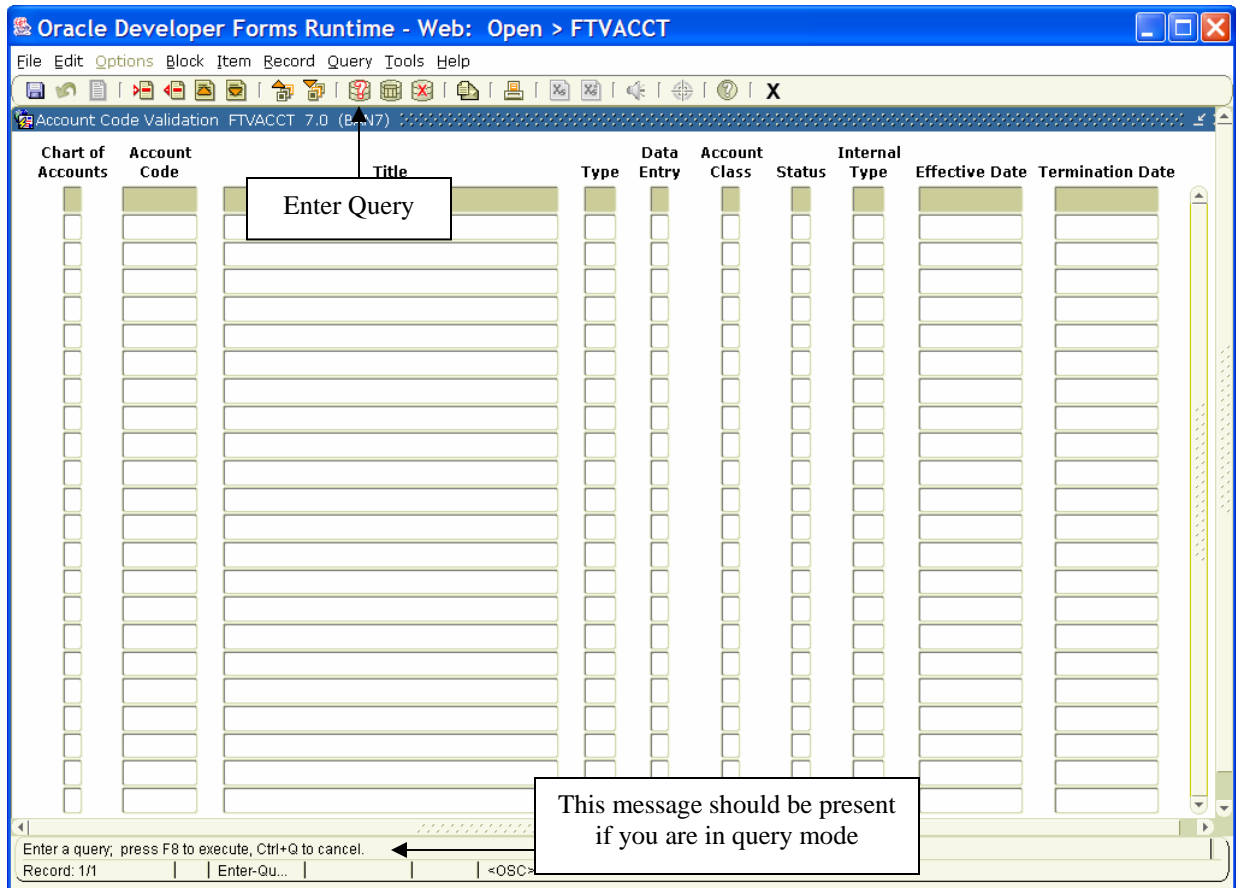 Oracle Developer Forms Runtime - Web: Open > FTVACCT
File Edit Options Block Item Record Query Tools Help
X
Account Code Validation FTVACCT 7.0 (BAN7)
Chart of Accounts Account Code Title Type Data Entry Account Class Status Internal Type Effective Date Termination Date
Enter Query
This message should be present
if you are in query mode
Enter a query; press F8 to execute, Ctrl+Q to cancel.
Record: 1/1 Enter-Qu... <OSC>